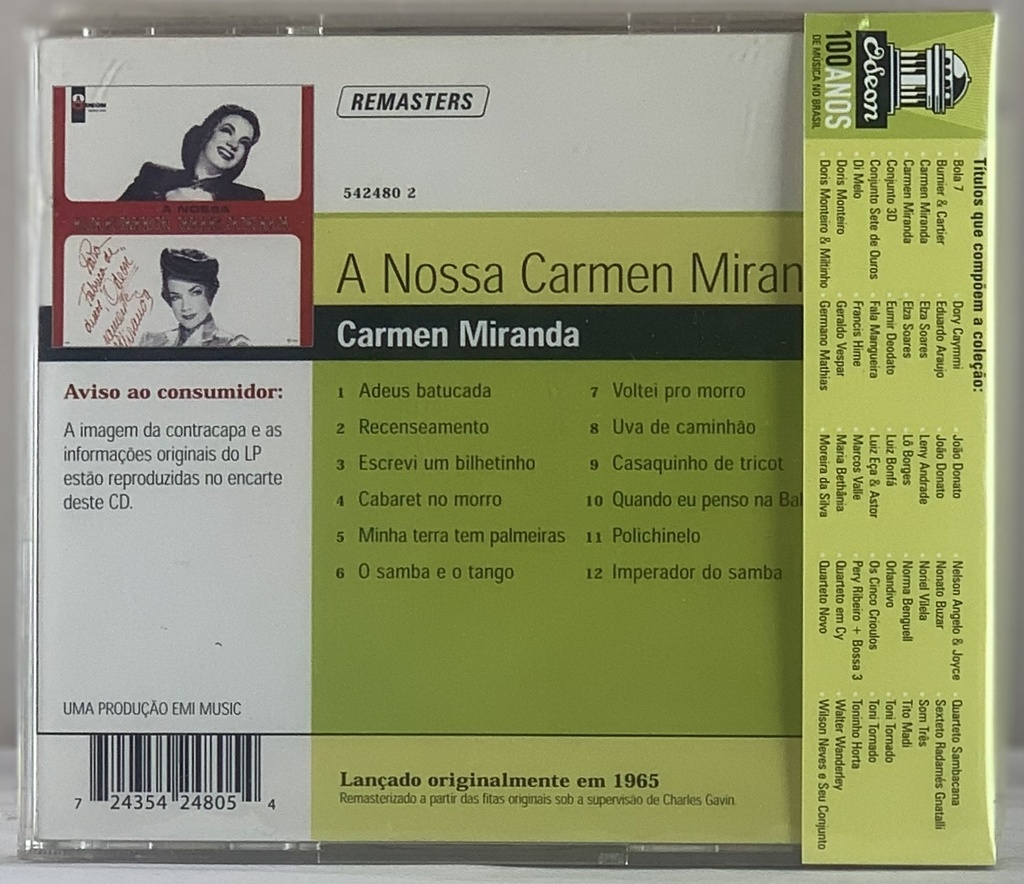 ODEON
A NOSSA
CARMEN MIRANDA
REMASTERS
542480 2
A Nossa Carmen Miran
Carmen Miranda
Aviso ao consumidor:
A imagem da contracapa e as
informações originais do LP
estão reproduzidas no encarte
deste CD.
1 Adeus batucada
2 Recenseamento
3 Escrevi um bilhetinho
4 Cabaret no morro
5 Minha terra tem palmeiras
6 O samba e o tango
7 Voltei pro morro
8 Uva de caminhão
9 Casaquinho de tricot
10 Quando eu penso na Bah
11 Polichinelo
12 Imperador do samba
UMA PRODUÇÃO EMI MUSIC
7 24354 24805 4
Lançado originalmente em 1965
Remasterizado a partir das fitas originais sob a supervisão de Charles Gavin.
Odeon
100 ANOS
DE MÚSICA NO BRASIL
Títulos que compõem a coleção:
Bola 7
Burnier & Cartier
Carmen Miranda
Carmen Miranda
Conjunto 3D
Conjunto Sete de Ouros
Di Melo
Doris Monteiro
Doris Monteiro & Miltinho
Dory Caymmi
Eduardo Araujo
Elza Soares
Elza Soares
Eumir Deodato
Fala Mangueira
Francis Hime
Geraldo Vespar
Germano Mathias
João Donato
João Donato
Leny Andrade
Lô Borges
Luiz Bonfá
Luiz Eça & Astor
Marcos Valle
Maria Bethânia
Moreira da Silva
Nelson Angelo & Joyce
Nonato Buzar
Noriel Vilela
Norma Benguell
Orlandivo
Os Cinco Crioulos
Pery Ribeiro + Bossa 3
Quarteto em Cy
Quarteto Novo
Quarteto Sambacana
Sexteto Radamés Gnatalli
Som Três
Tito Madi
Toni Tornado
Toni Tornado
Toninho Horta
Walter Wanderley
Wilson Neves e Seu Conjunto